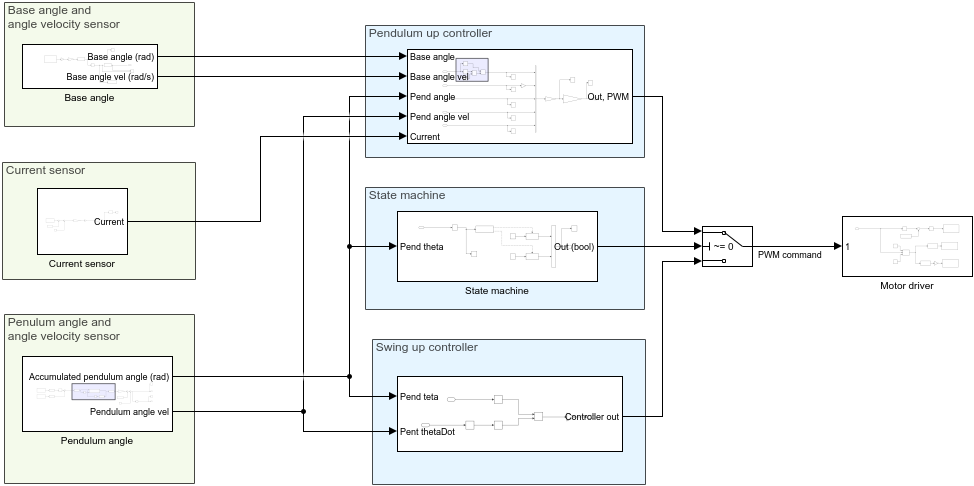 Base angle and
angle velocity sensor
Base angle (rad)
Base angle vel (rad/s)
Base angle
Current sensor
Current
Current sensor
Penulum angle and
angle velocity sensor
Accumulated pendulum angle (rad)
Pendulum angle vel
Pendulum angle
Pendulum up controller
Base angle
Base angle vel
Pend angle
Pend angle vel
Current
Out, PWM
State machine
Pend theta
Out (bool)
State machine
Swing up controller
Pend teta
Pent thetaDot
Controller out
~= 0
PWM command
1
Motor driver